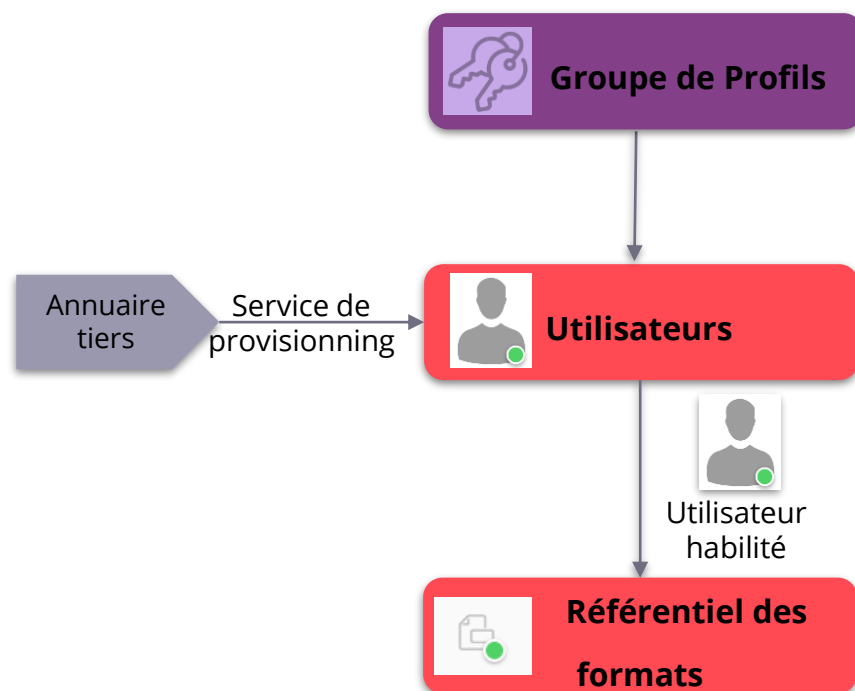 Groupe de Profils
Annuaire
tiers
Service de
provisionning
Utilisateurs
Utilisateur
habilité
Référentiel des
formats